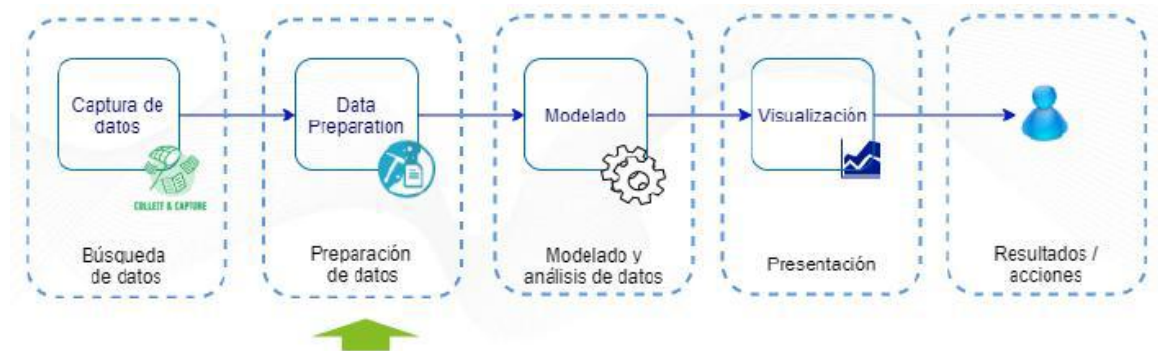 Captura de
datos
COLLETT & CAPTURE
Búsqueda
de datos
Data
Preparation
Preparación
de datos
Modelado
Modelado y
análisis de datos
Visualización
Presentación
Resultados /
acciones